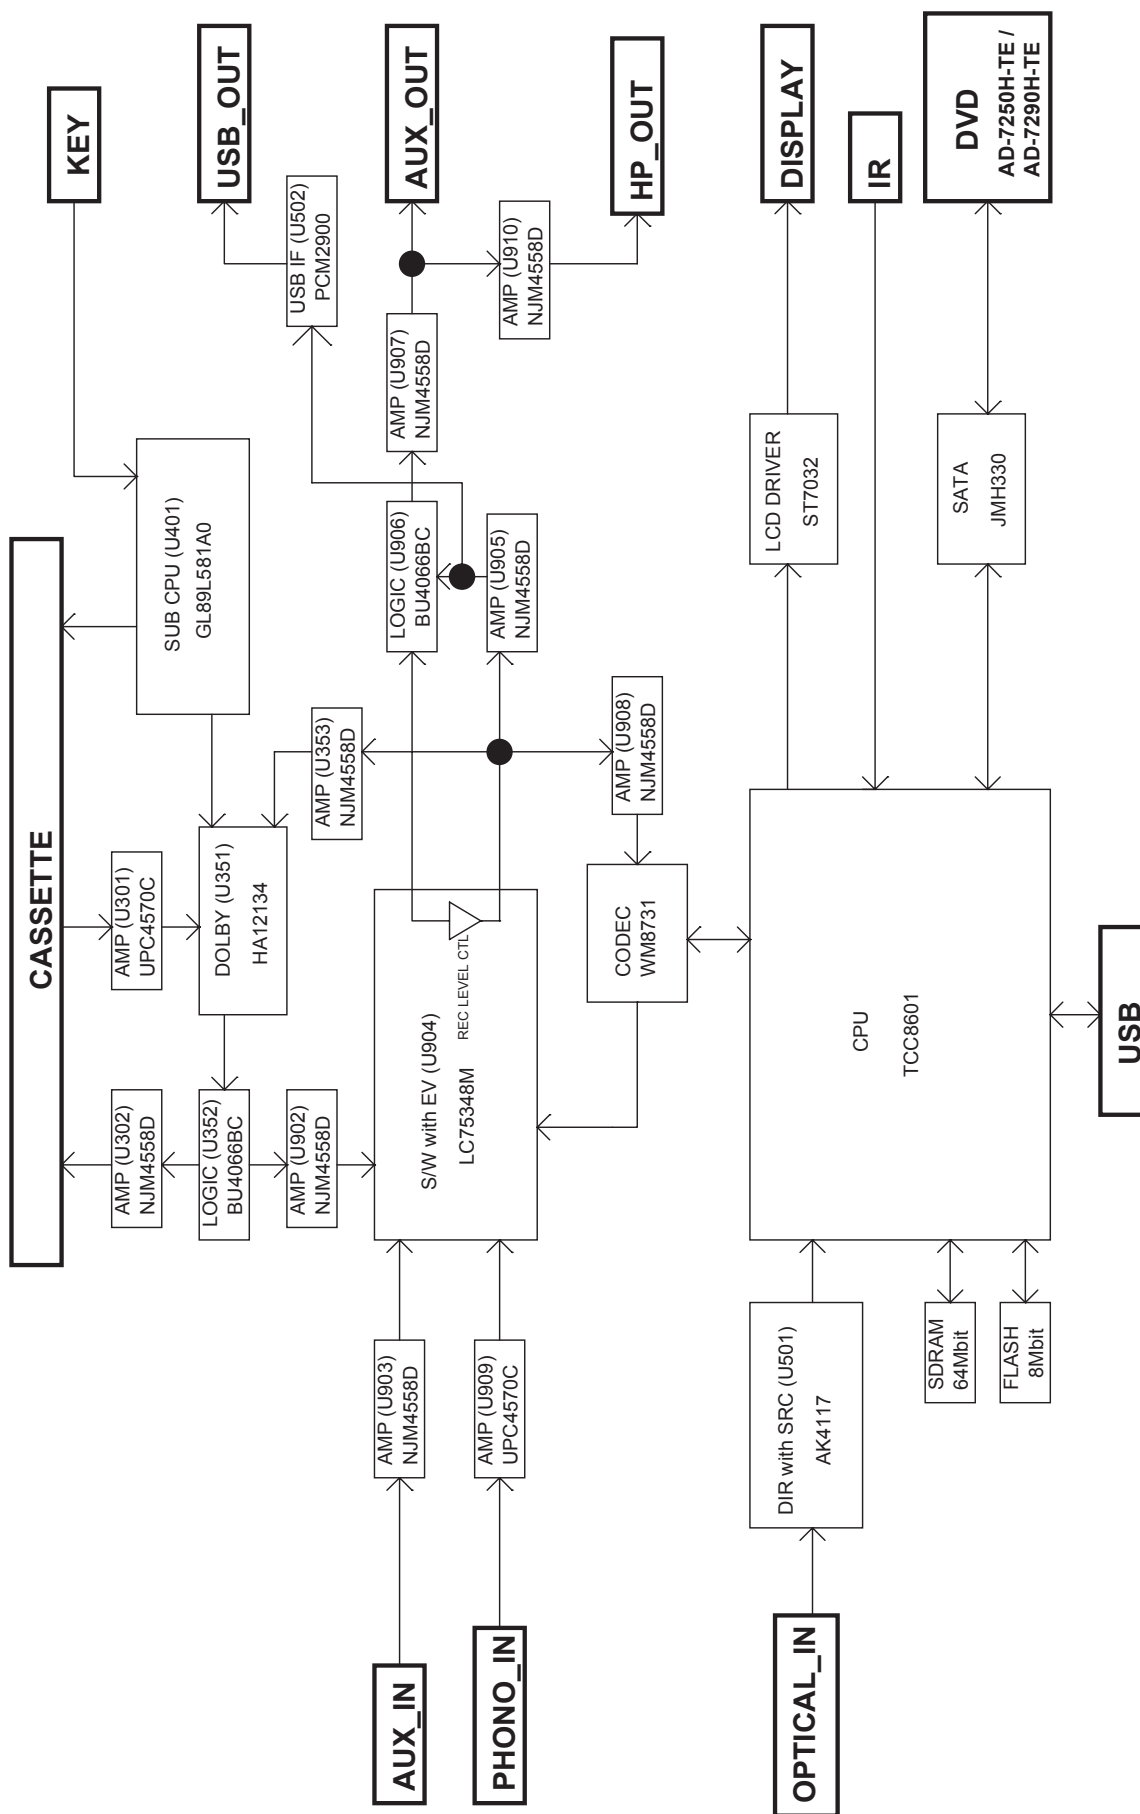 CASSETTE
KEY
SUB CPU (U401)
GL89L581A0
AMP (U301)
UPC4570C
AMP (U302)
NJM4558D
DOLBY (U351)
HA12134
LOGIC (U352)
BU4066BC
AMP (U902)
NJM4558D
USB_OUT
USB IF (U502)
PCM2900
AMP (U353)
NJM4558D
AUX_OUT
AMP (U907)
NJM4558D
LOGIC (U906)
BU4066BC
AMP (U905)
NJM4558D
AMP (U910)
NJM4558D
HP_OUT
S/W with EV (U904)
LC75348M
REC LEVEL CTL
AUX_IN
AMP (U903)
NJM4558D
PHONO_IN
AMP (U909)
UPC4570C
AMP (U908)
NJM4558D
CODEC
WM8731
OPTICAL_IN
DIR with SRC (U501)
AK4117
CPU
TCC8601
LCD DRIVER
ST7032
DISPLAY
IR
SATA
JMH330
DVD
AD-7250H-TE /
AD-7290H-TE
SDRAM
64Mbit
FLASH
8Mbit
USB